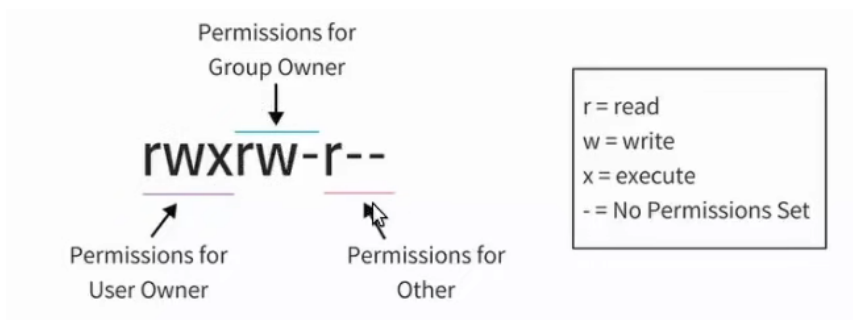 Permissions for
Group Owner
rwxrw-r--
Permissions for
User Owner
Permissions for
Other
r = read
w = write
x = execute
- = No Permissions Set